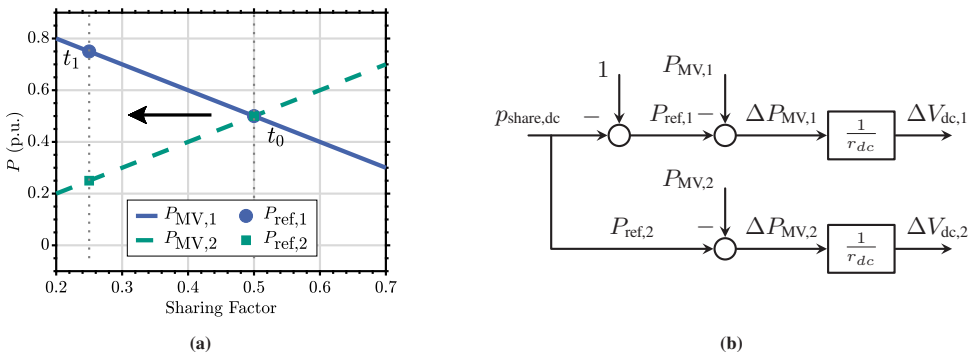 0.8
0.6
0.4
0.2
0
P (p.u.)
t₁
t₀
P_MV,1 P_ref,1
P_MV,2 P_ref,2
0.2 0.3 0.4 0.5 0.6 0.7
Sharing Factor
(a)
1 P_MV,1
p_share,dc − P_ref,1 − ΔP_MV,1 1/r_dc ΔV_dc,1
P_MV,2
P_ref,2 − ΔP_MV,2 1/r_dc ΔV_dc,2
(b)